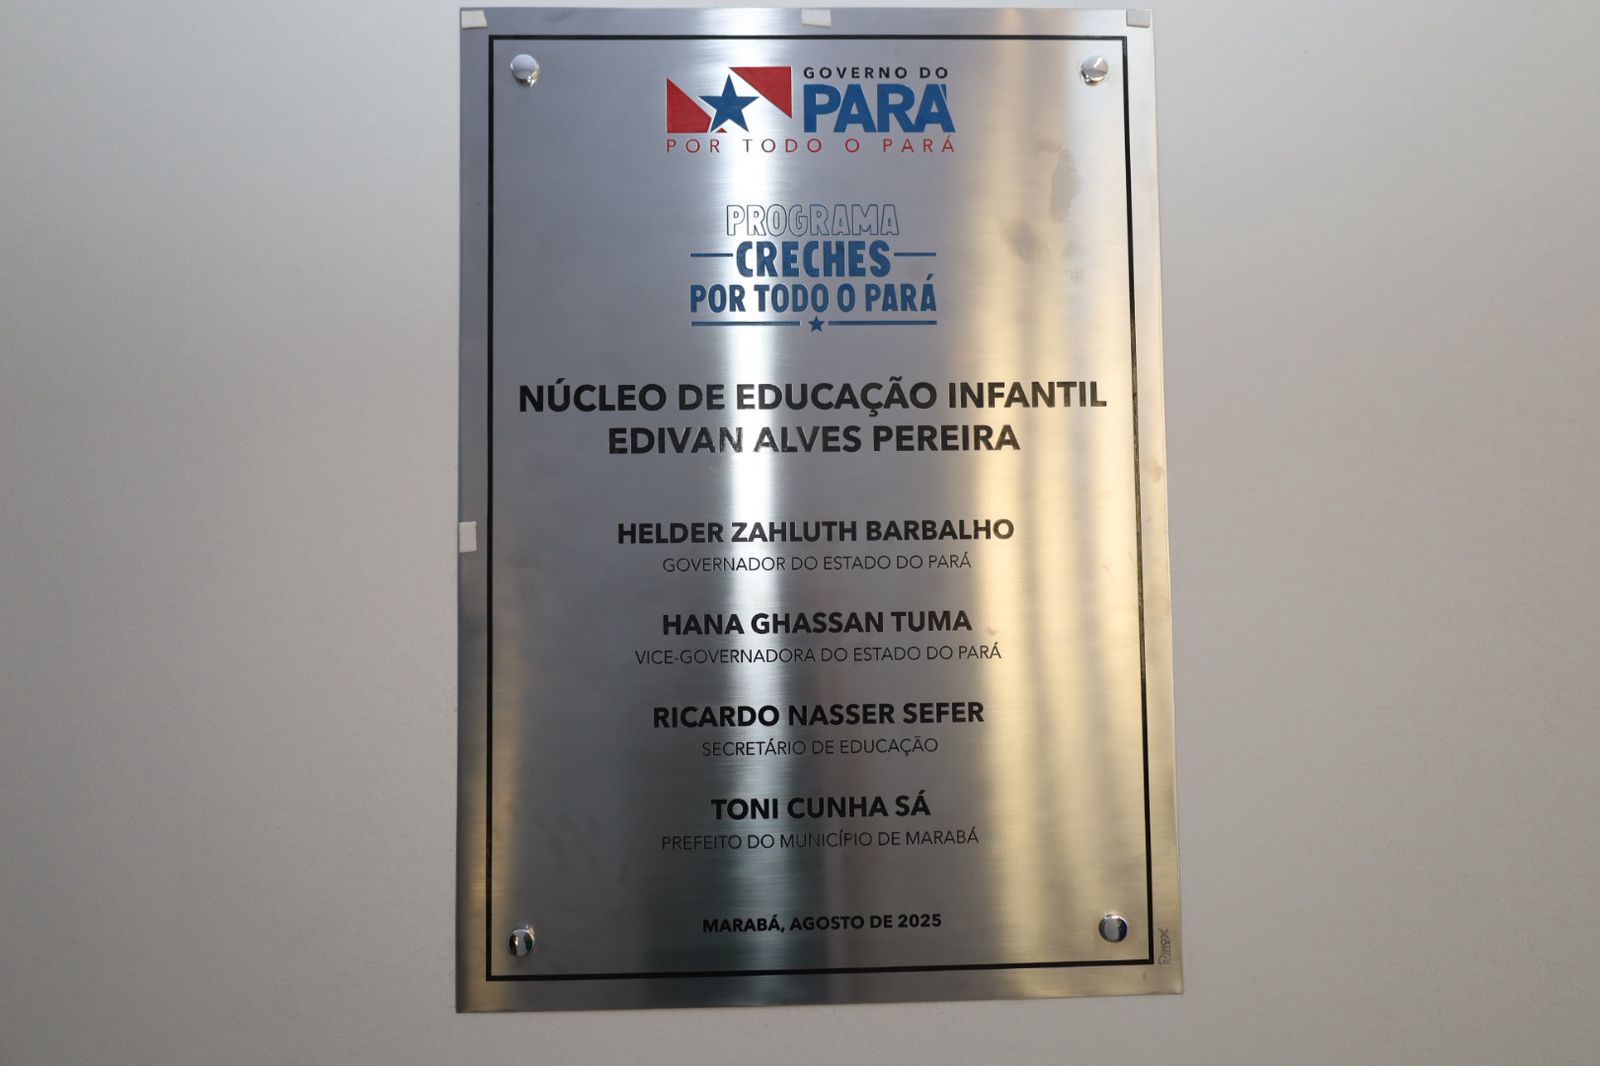 GOVERNO DO
PARÁ
POR TODO O PARÁ
PROGRAMA
CRECHES
POR TODO O PARÁ
NÚCLEO DE EDUCAÇÃO INFANTIL
EDIVAN ALVES PEREIRA
HELDER ZAHLUTH BARBALHO
GOVERNADOR DO ESTADO DO PARÁ
HANA GHASSAN TUMA
VICE-GOVERNADORA DO ESTADO DO PARÁ
RICARDO NASSER SEFER
SECRETÁRIO DE EDUCAÇÃO
TONI CUNHA SÁ
PREFEITO DO MUNICÍPIO DE MARABÁ
MARABÁ, AGOSTO DE 2025